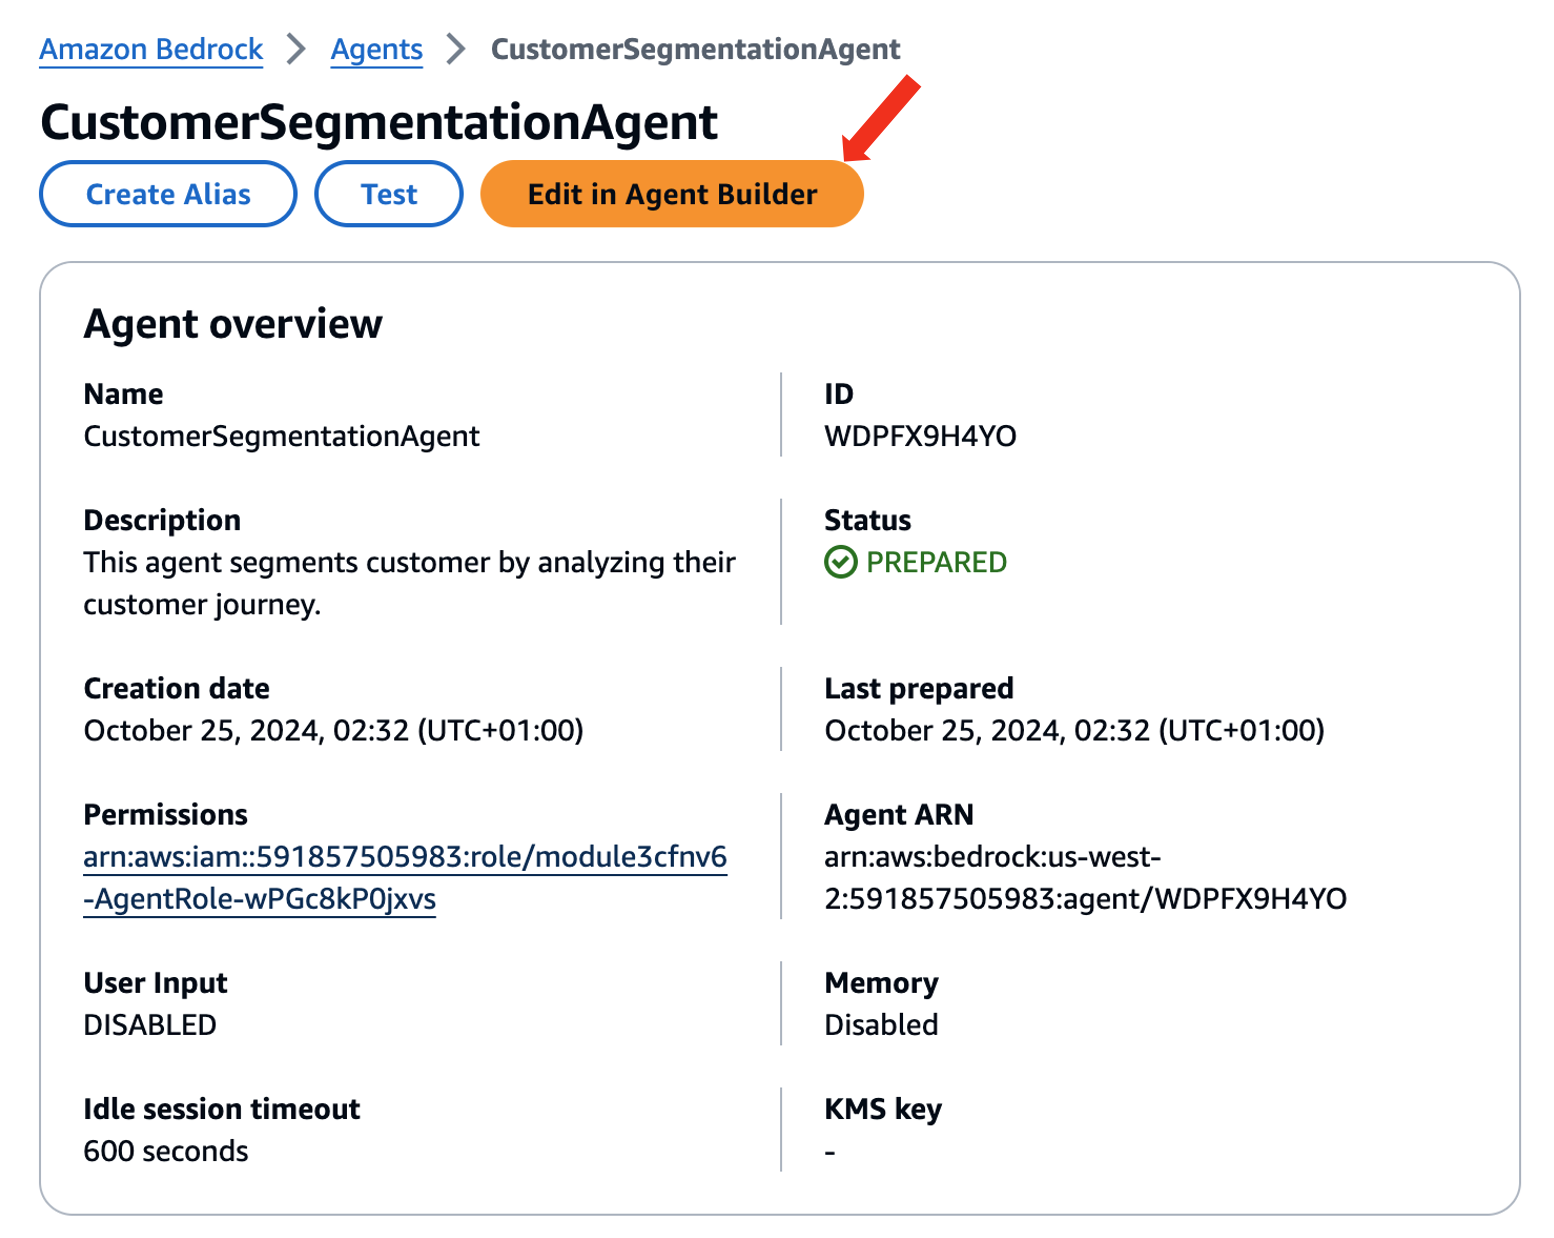 Amazon Bedrock > Agents > CustomerSegmentationAgent
CustomerSegmentationAgent
Create Alias Test Edit in Agent Builder
Agent overview
Name
CustomerSegmentationAgent
ID
WDPFX9H4YO
Description
This agent segments customer by analyzing their
customer journey.
Status
PREPARED
Creation date
October 25, 2024, 02:32 (UTC+01:00)
Last prepared
October 25, 2024, 02:32 (UTC+01:00)
Permissions
arn:aws:iam::591857505983:role/module3cfnv6
-AgentRole-wPGc8kP0jxvs
Agent ARN
arn:aws:bedrock:us-west-
2:591857505983:agent/WDPFX9H4YO
User Input
DISABLED
Memory
Disabled
Idle session timeout
600 seconds
KMS key
-